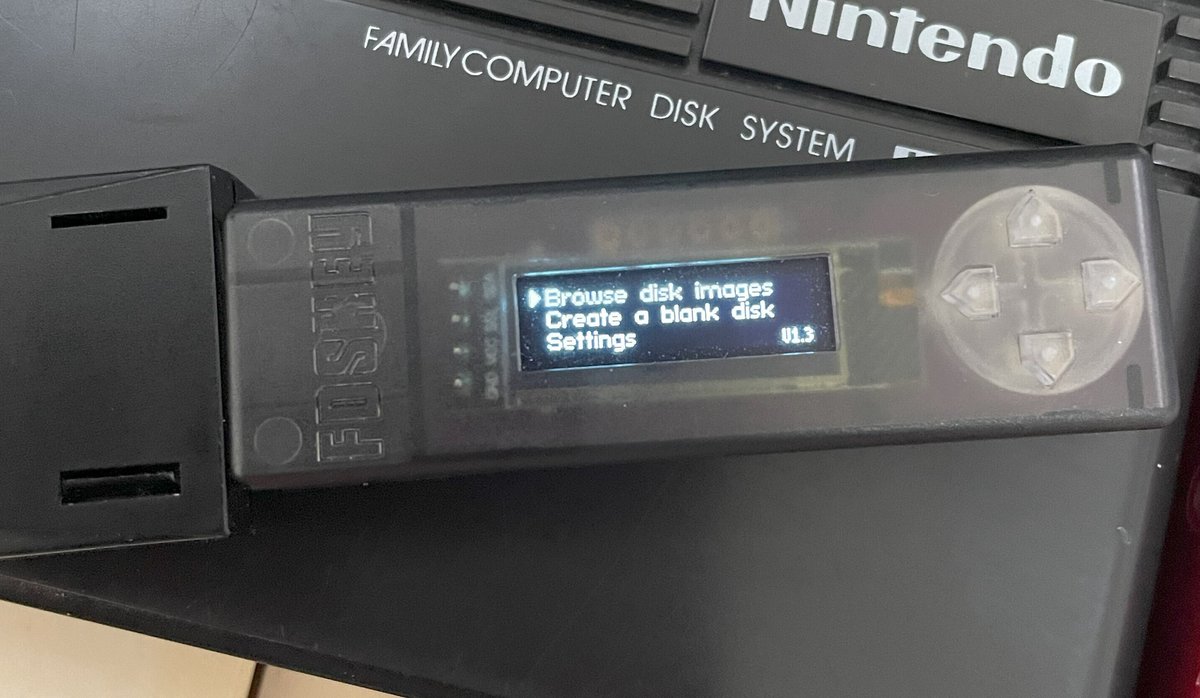 Nintendo
FAMILY COMPUTER DISK SYSTEM
FDSKEY
Browse disk images
Create a blank disk
Settings
V1.3